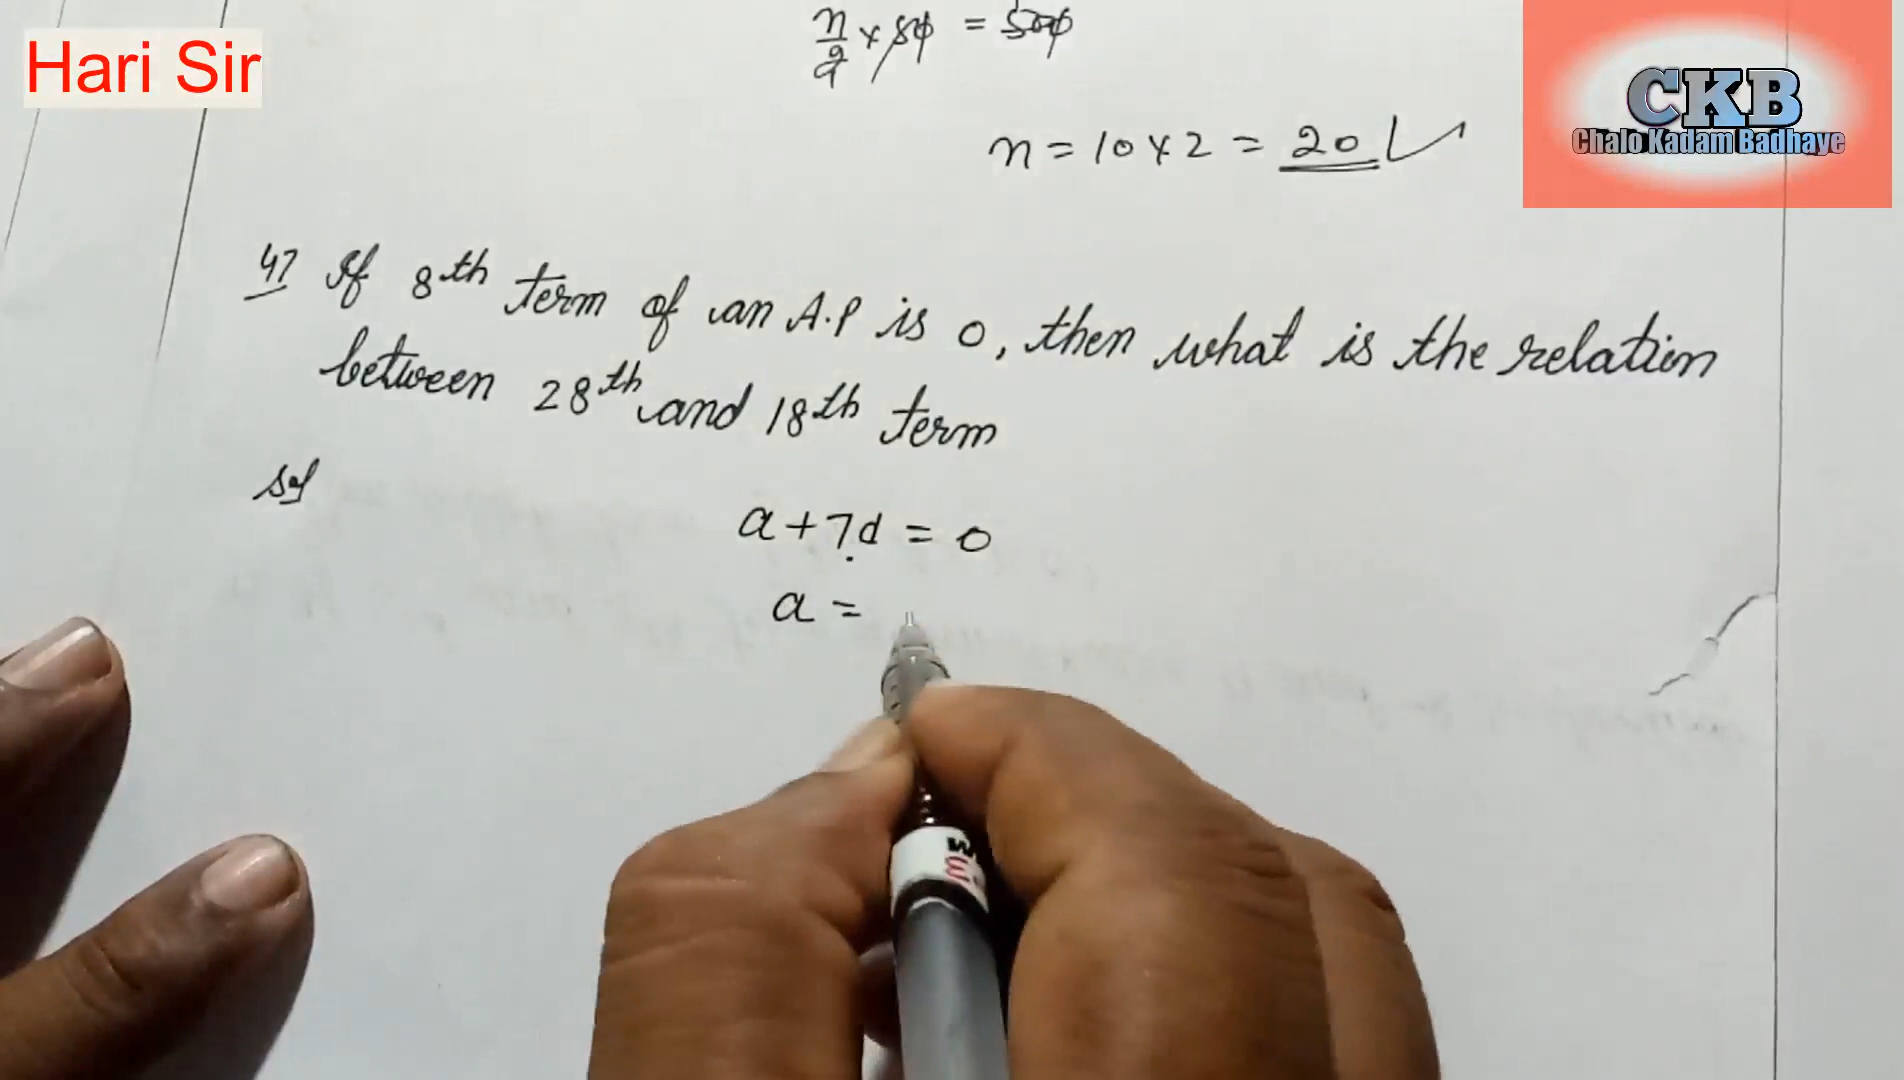 Hari Sir
n/2 × 50 = 500
CKB
Chalo Kadam Badhaye
n = 10 × 2 = 20
47 If 8th term of an A.P is 0, then what is the relation
between 28th and 18th term
Sol
a + 7d = 0
a =